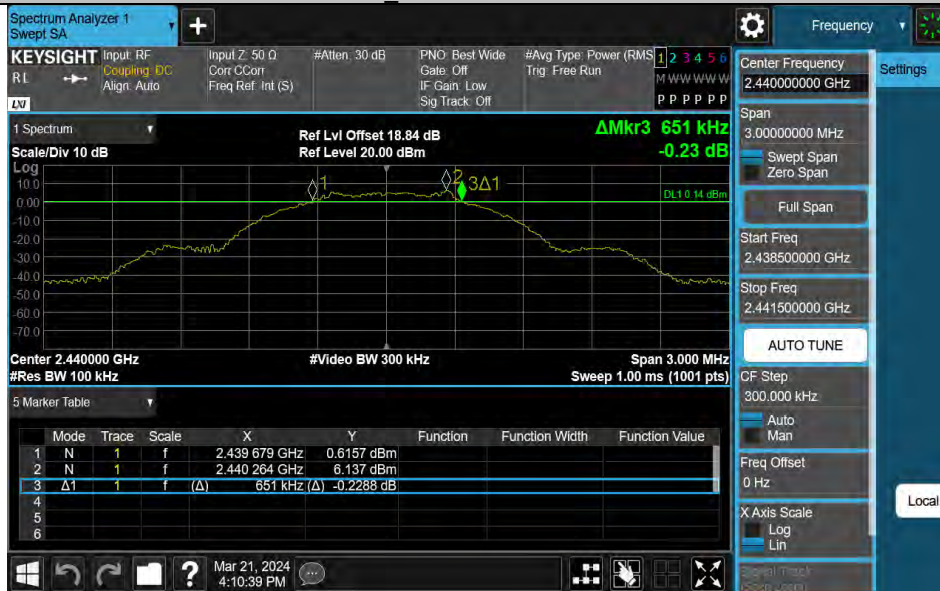 Spectrum Analyzer 1
Swept SA
+
Frequency
KEYSIGHT
RL
LXI
Input: RF
Coupling: DC
Align: Auto
Input Z: 50 Ω
Corr CCorr
Freq Ref: Int (S)
#Atten: 30 dB
PNO: Best Wide
Gate: Off
IF Gain: Low
Sig Track: Off
#Avg Type: Power (RMS
Trig: Free Run
1 2 3 4 5 6
M W W W W W
P P P P P P
1 Spectrum
Scale/Div 10 dB
Ref Lvl Offset 18.84 dB
Ref Level 20.00 dBm
ΔMkr3 651 kHz
-0.23 dB
Log
10.0
0.00
-10.0
-20.0
-30.0
-40.0
-50.0
-60.0
-70.0
1
2
3Δ1
DL1 0.14 dBm
Center 2.440000 GHz
#Video BW 300 kHz
Span 3.000 MHz
#Res BW 100 kHz
Sweep 1.00 ms (1001 pts)
5 Marker Table
Mode Trace Scale X Y Function Function Width Function Value
1 N 1 f 2.439 679 GHz 0.6157 dBm
2 N 1 f 2.440 264 GHz 6.137 dBm
3 Δ1 1 f (Δ) 651 kHz (Δ) -0.2288 dB
4
5
6
?
Mar 21, 2024
4:10:39 PM
Center Frequency
2.440000000 GHz
Span
3.00000000 MHz
Swept Span
Zero Span
Full Span
Start Freq
2.438500000 GHz
Stop Freq
2.441500000 GHz
AUTO TUNE
CF Step
300.000 kHz
Auto
Man
Freq Offset
0 Hz
X Axis Scale
Log
Lin
Signal Track
Settings
Local